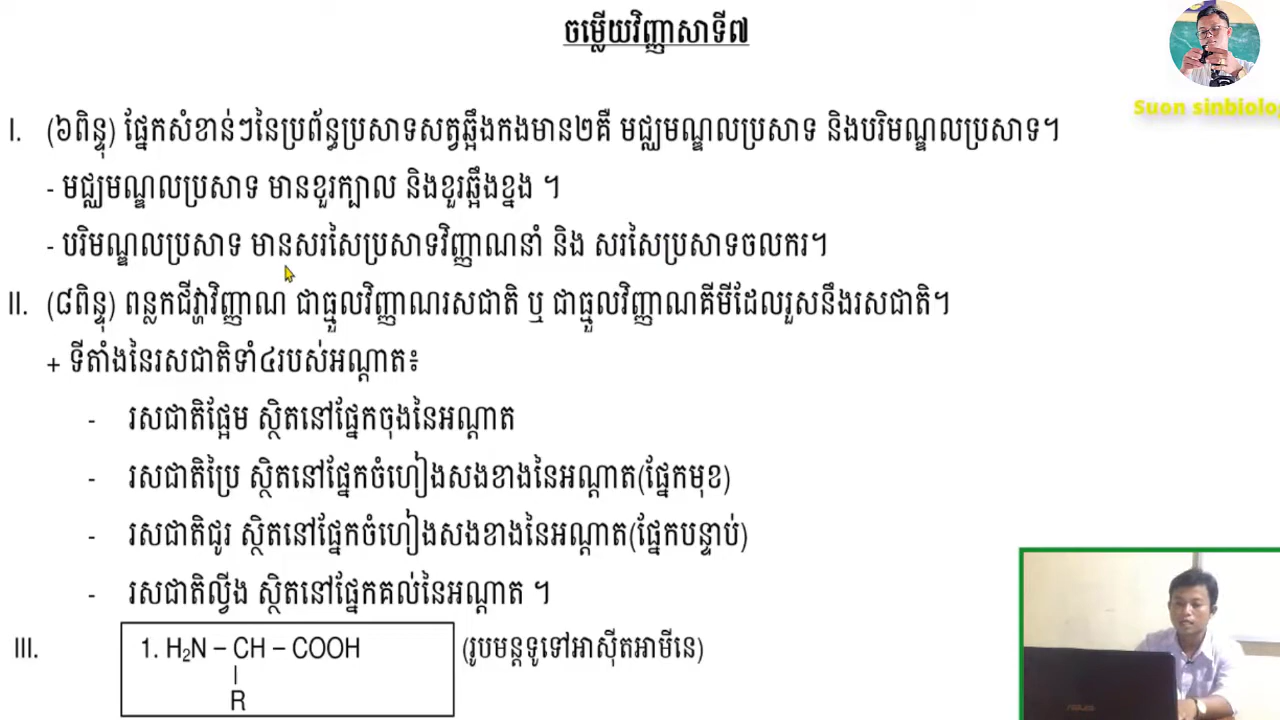 ចម្លើយវិញ្ញាសាទី៧
Suon sinbiolo
I. (៦ពិន្ទុ) ផ្នែកសំខាន់ៗនៃប្រព័ន្ធប្រសាទសត្វឆ្អឹងកងមាន២គឺ មជ្ឈមណ្ឌលប្រសាទ និងបរិមណ្ឌលប្រសាទ។
- មជ្ឈមណ្ឌលប្រសាទ មានខួរក្បាល និងខួរឆ្អឹងខ្នង ។
- បរិមណ្ឌលប្រសាទ មានសរសៃប្រសាទវិញ្ញាណនាំ និង សរសៃប្រសាទចលករ។
II. (៨ពិន្ទុ) ពន្លកជីវ្ហាវិញ្ញាណ ជាធ្មួលវិញ្ញាណរសជាតិ ឬ ជាធ្មួលវិញ្ញាណគីមីដែលរួសនឹងរសជាតិ។
+ ទីតាំងនៃរសជាតិទាំ៤របស់អណ្តាត៖
- រសជាតិផ្អែម ស្ថិតនៅផ្នែកចុងនៃអណ្តាត
- រសជាតិប្រៃ ស្ថិតនៅផ្នែកចំហៀងសងខាងនៃអណ្តាត(ផ្នែកមុខ)
- រសជាតិជូរ ស្ថិតនៅផ្នែកចំហៀងសងខាងនៃអណ្តាត(ផ្នែកបន្ទាប់)
- រសជាតិល្វីង ស្ថិតនៅផ្នែកគល់នៃអណ្តាត ។
III. 1. H₂N – CH – COOH (រូបមន្តទូទៅអាស៊ីតអាមីនេ)
|
R
ASUS